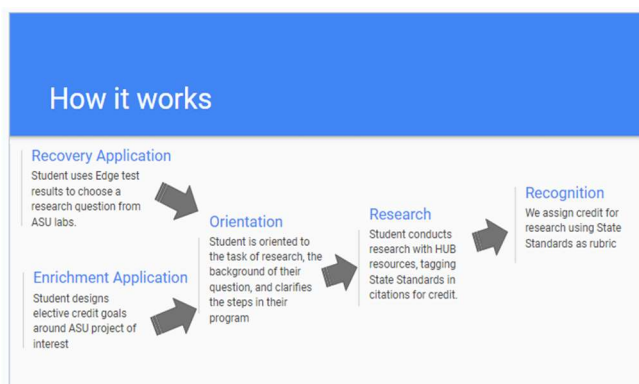 How it works
Recovery Application
Student uses Edge test
results to choose a
research question from
ASU labs.
Enrichment Application
Student designs
elective credit goals
around ASU project of
interest
Orientation
Student is oriented to
the task of research, the
background of their
question, and clarifies
the steps in their
program
Research
Student conducts
research with HUB
resources, tagging
State Standards in
citations for credit.
Recognition
We assign credit for
research using State
Standards as rubric